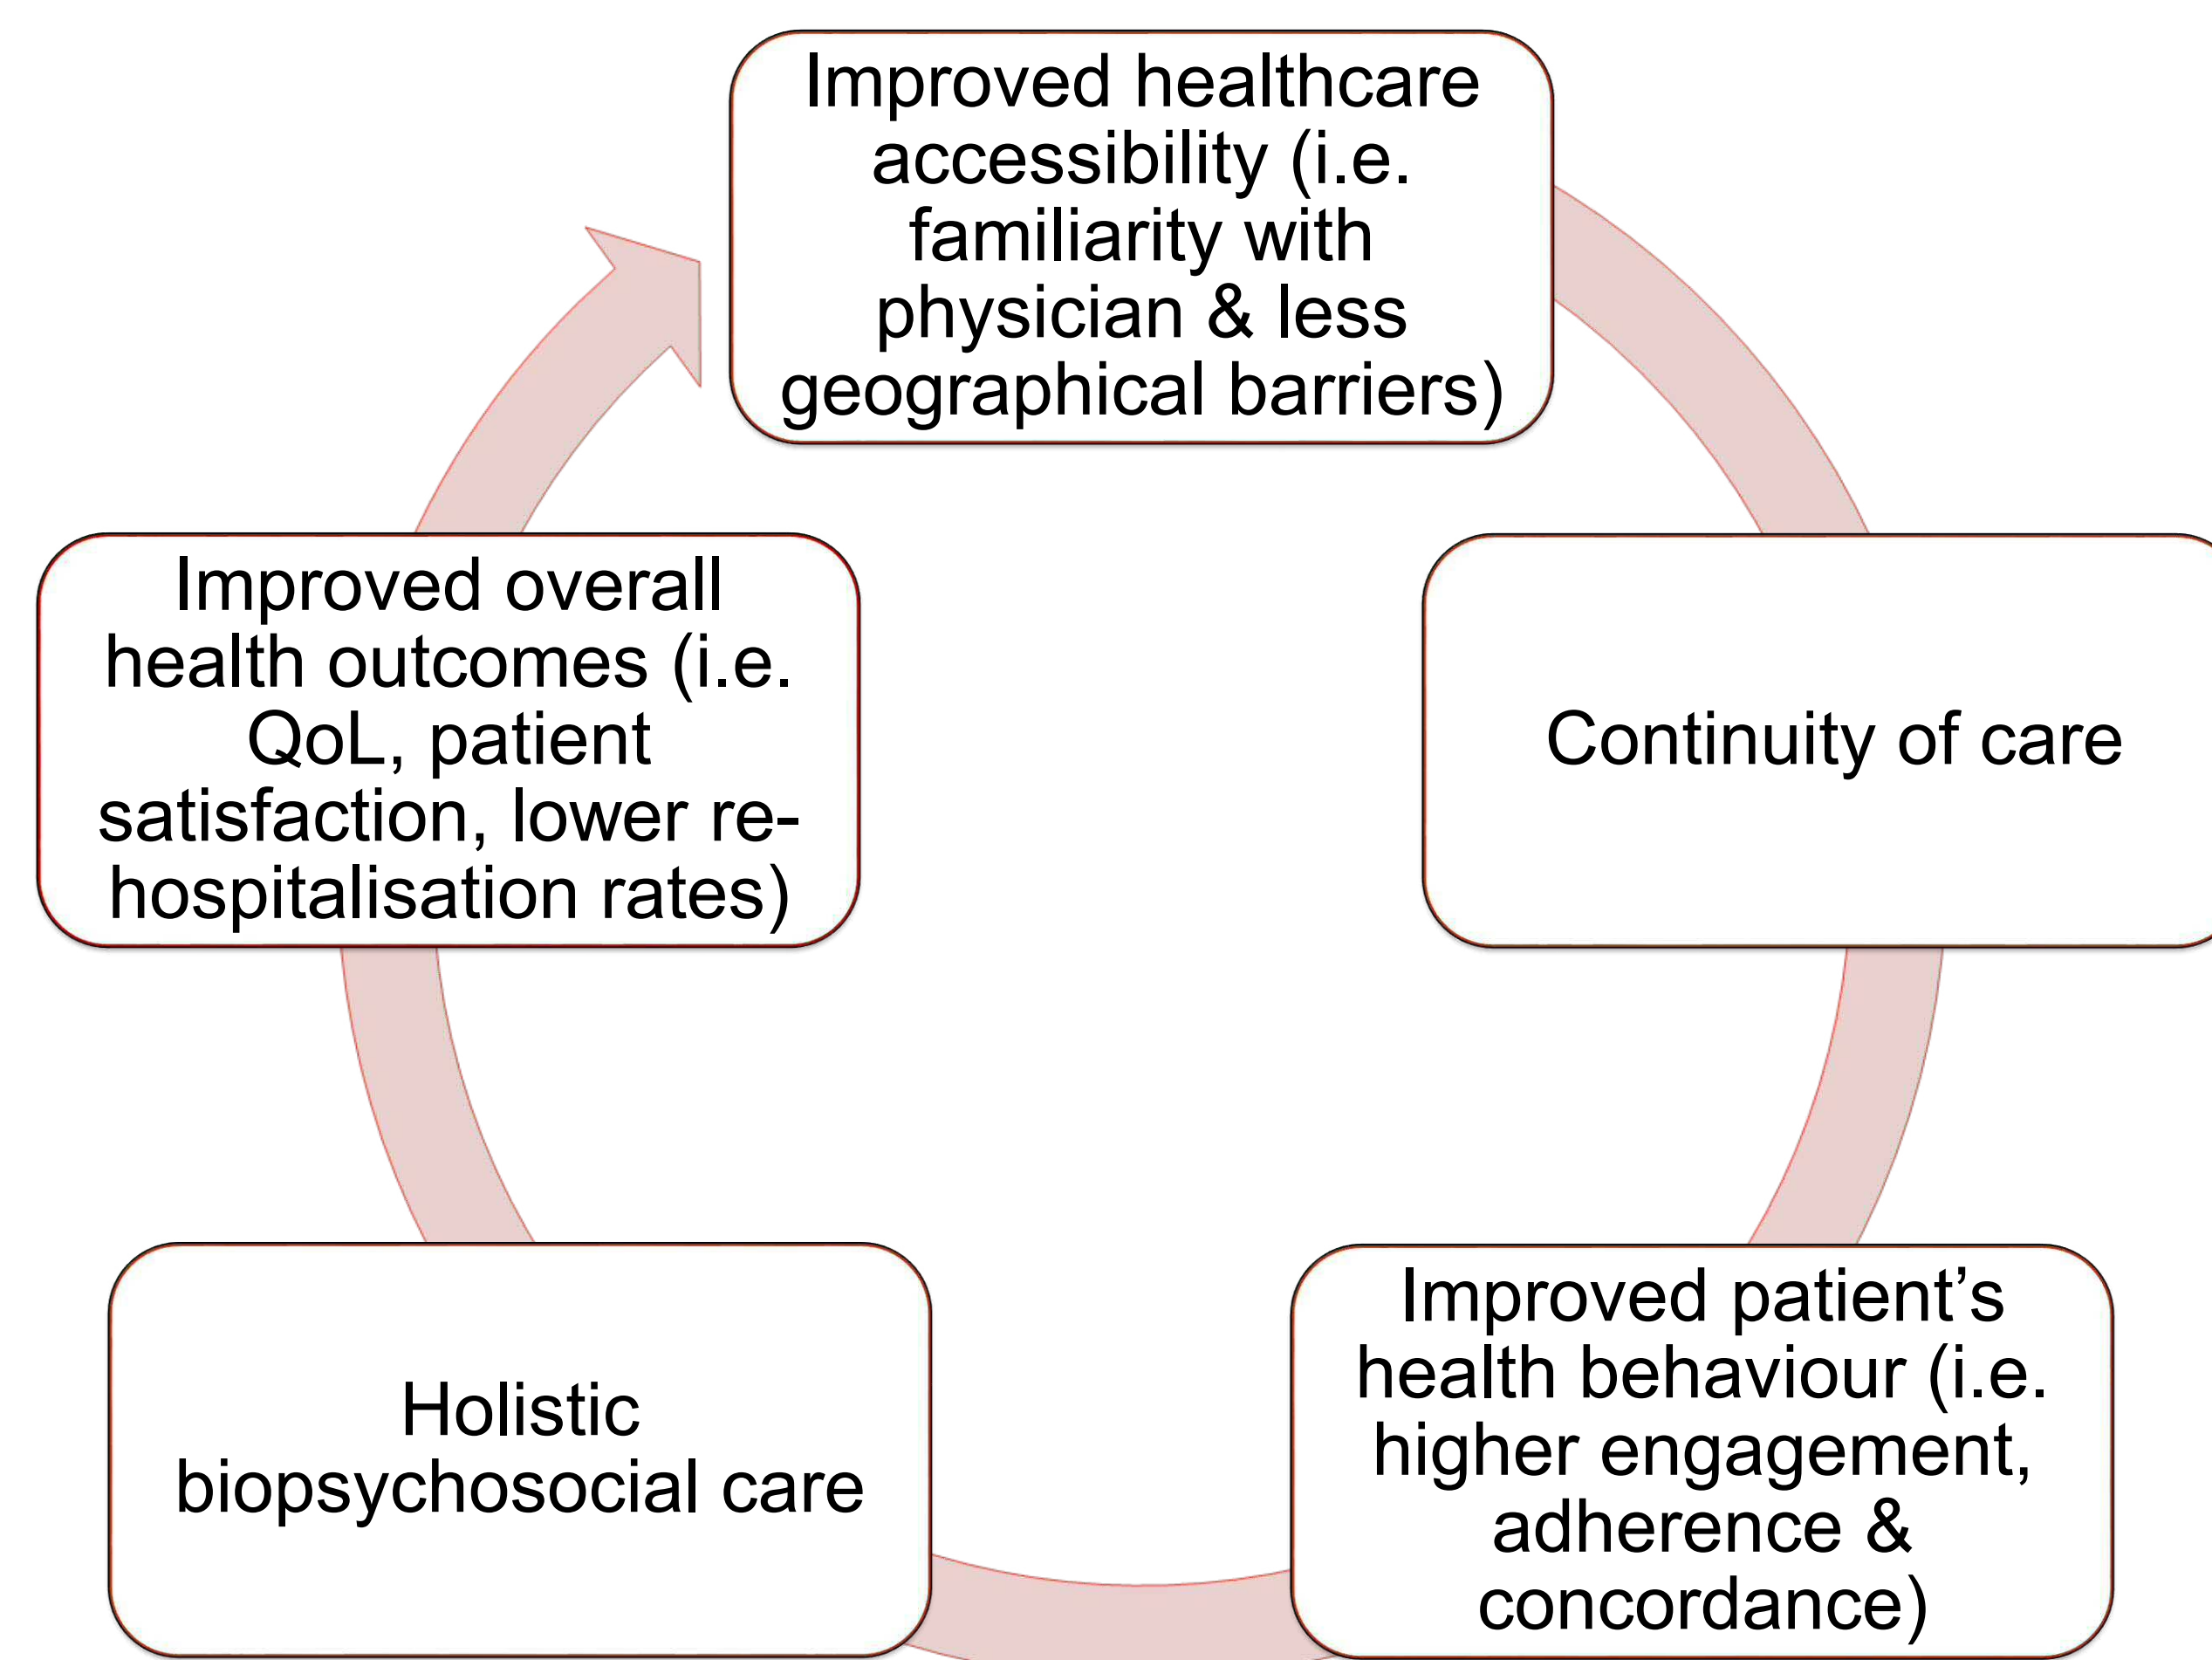 Improved healthcare
accessibility (i.e.
familiarity with
physician & less
geographical barriers)
Continuity of care
Improved patient’s
health behaviour (i.e.
higher engagement,
adherence &
concordance)
Holistic
biopsychosocial care
Improved overall
health outcomes (i.e.
QoL, patient
satisfaction, lower re-
hospitalisation rates)